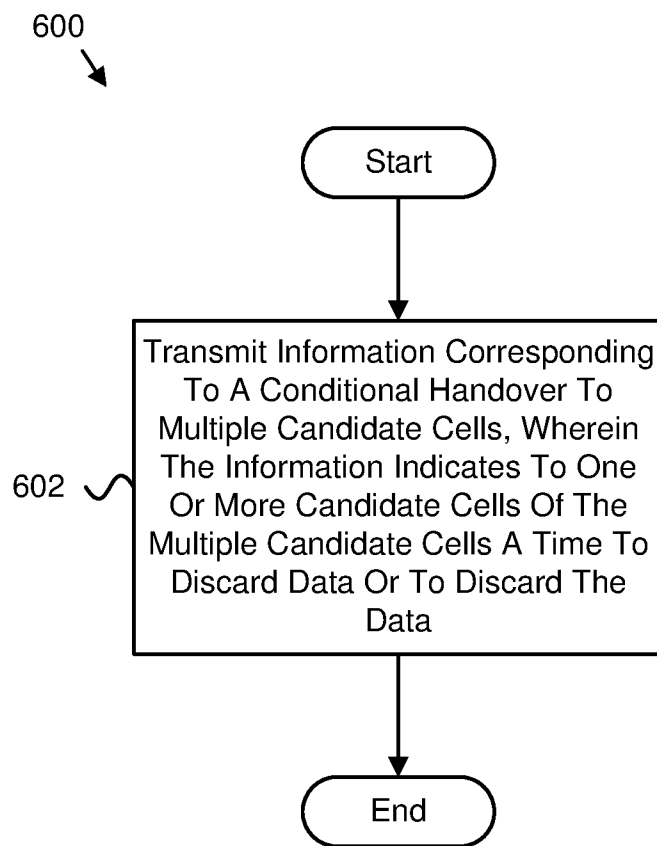 600
Start
Transmit Information Corresponding
To A Conditional Handover To
Multiple Candidate Cells, Wherein
The Information Indicates To One
Or More Candidate Cells Of The
Multiple Candidate Cells A Time To
Discard Data Or To Discard The
Data
602
End